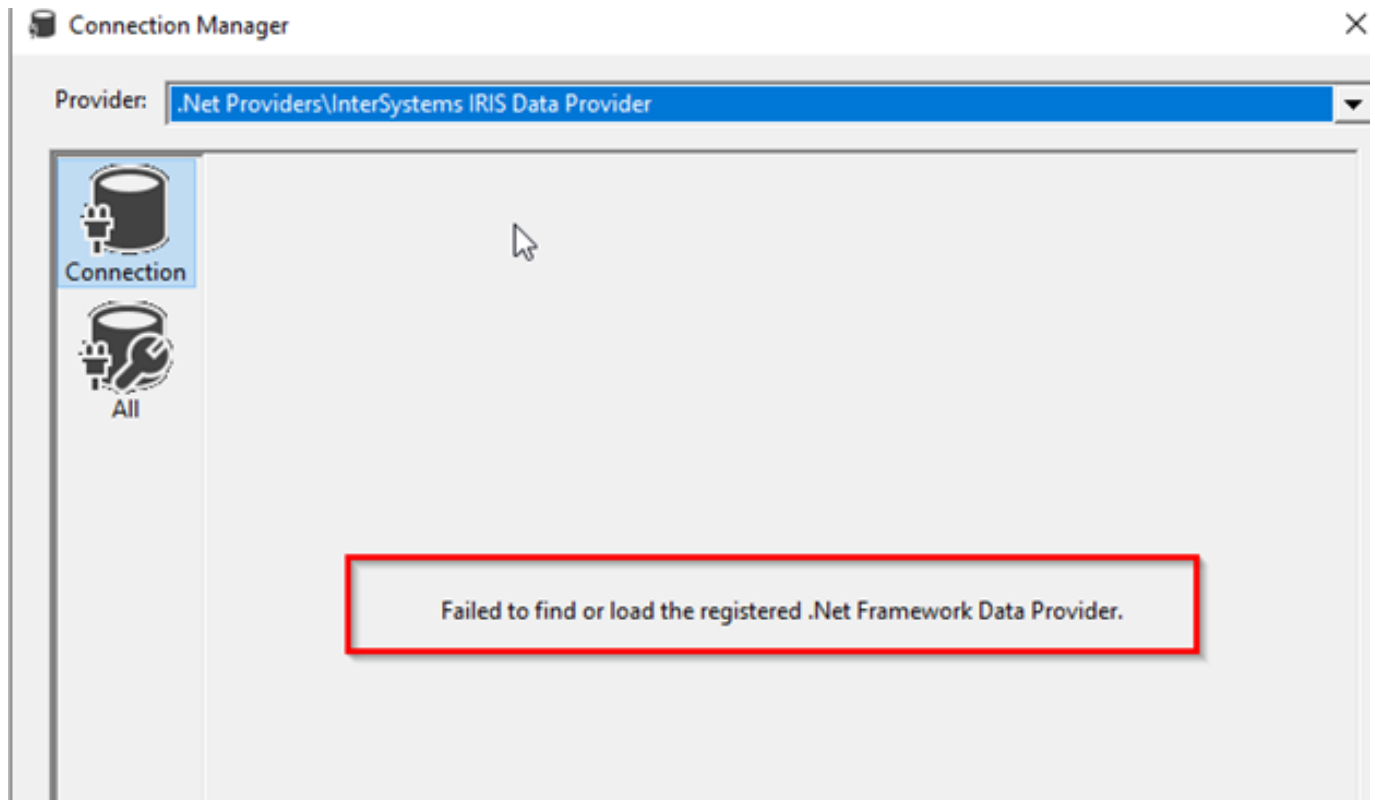 Connection Manager
Provider: .Net Providers\InterSystems IRIS Data Provider
Connection
All
Failed to find or load the registered .Net Framework Data Provider.